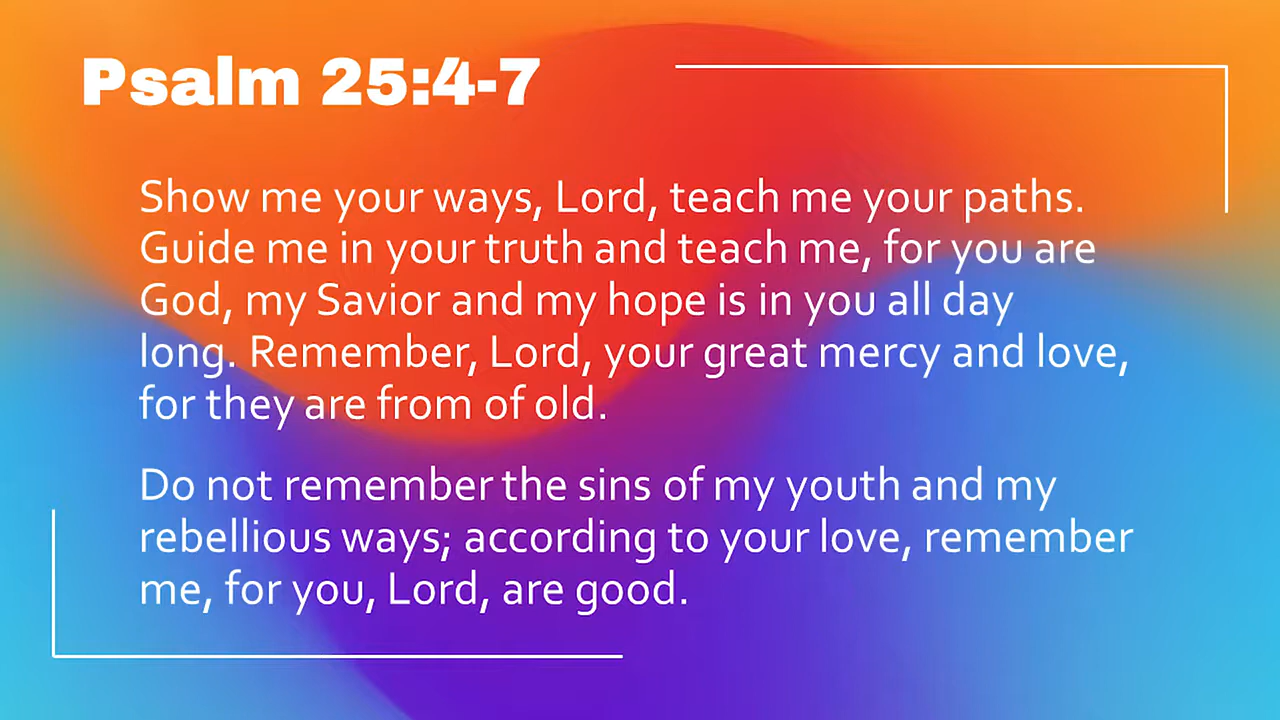 Psalm 25:4-7
Show me your ways, Lord, teach me your paths.
Guide me in your truth and teach me, for you are
God, my Savior and my hope is in you all day
long. Remember, Lord, your great mercy and love,
for they are from of old.
Do not remember the sins of my youth and my
rebellious ways; according to your love, remember
me, for you, Lord, are good.